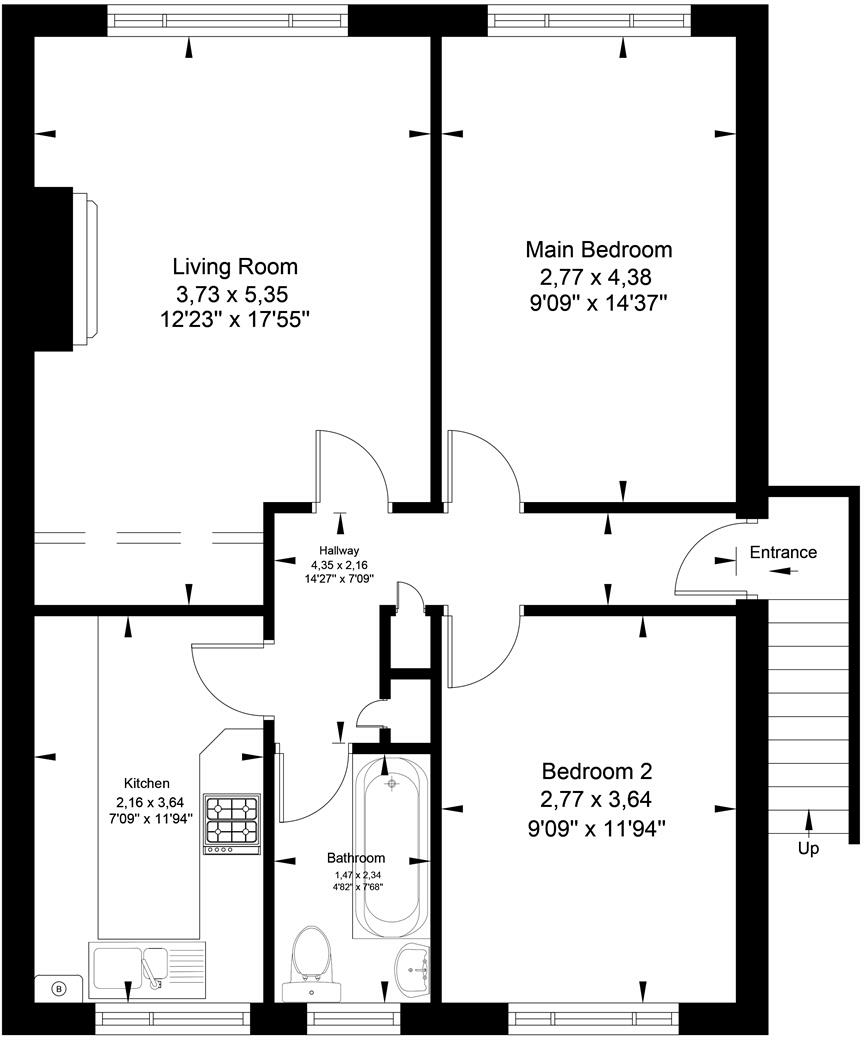 Living Room
3,73 x 5,35
12'23" x 17'55"
Main Bedroom
2,77 x 4,38
9'09" x 14'37"
Hallway
4,35 x 2,16
14'27" x 7'09"
Entrance
Kitchen
2,16 x 3,64
7'09" x 11'94"
Bedroom 2
2,77 x 3,64
9'09" x 11'94"
Up
Bathroom
1,47 x 2,34
4'82" x 7'68"
B